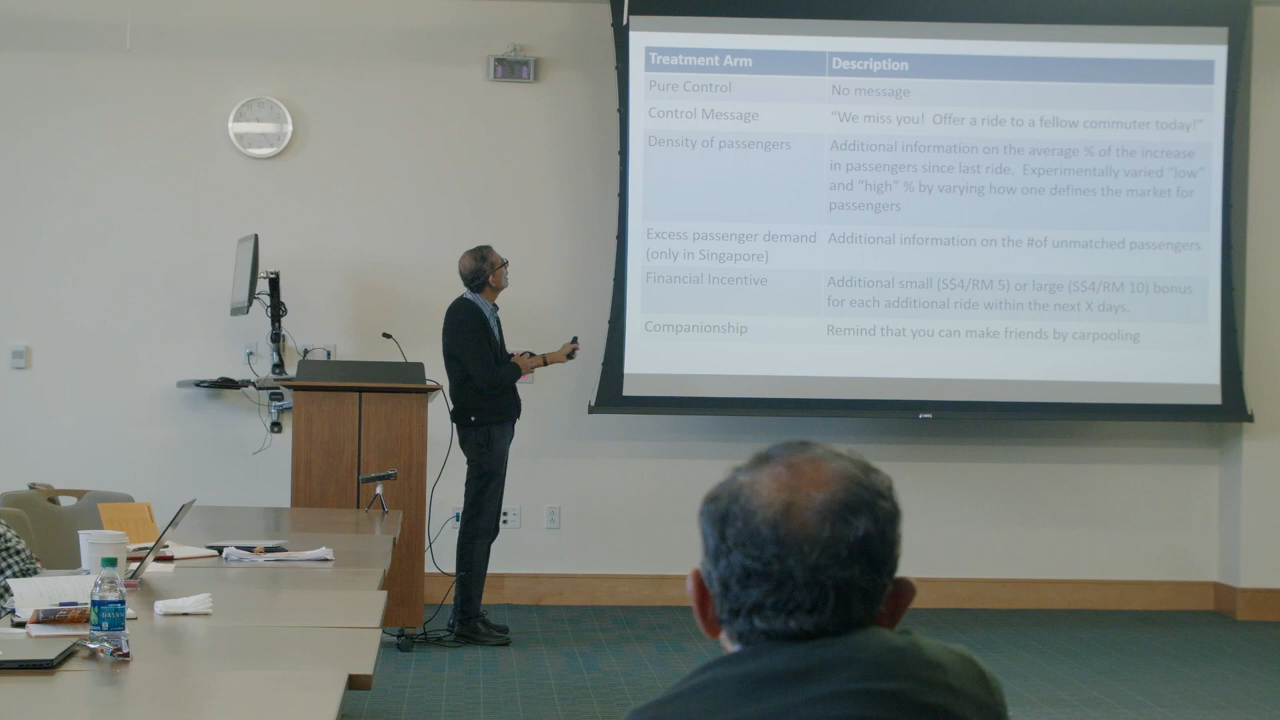 Treatment Arm Description
Pure Control No message
Control Message "We miss you! Offer a ride to a fellow commuter today!"
Density of passengers Additional information on the average % of the increase
in passengers since last ride. Experimentally varied "low"
and "high" % by varying how one defines the market for
passengers
Excess passenger demand Additional information on the #of unmatched passengers
(only in Singapore)
Financial Incentive Additional small (S$4/RM 5) or large (S$4/RM 10) bonus
for each additional ride within the next X days.
Companionship Remind that you can make friends by carpooling
DASANI